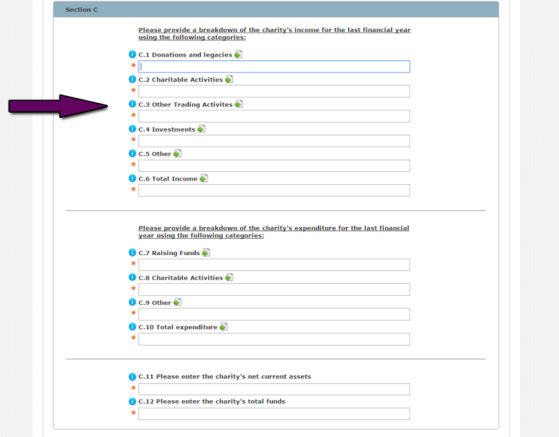 Section C
Please provide a breakdown of the charity's income for the last financial year
using the following categories:
C.1 Donations and legacies
C.2 Charitable Activities
C.3 Other Trading Activites
C.4 Investments
C.5 Other
C.6 Total Income
Please provide a breakdown of the charity's expenditure for the last financial
year using the following categories:
C.7 Raising Funds
C.8 Charitable Activities
C.9 Other
C.10 Total expenditure
C.11 Please enter the charity's net current assets
C.12 Please enter the charity's total funds